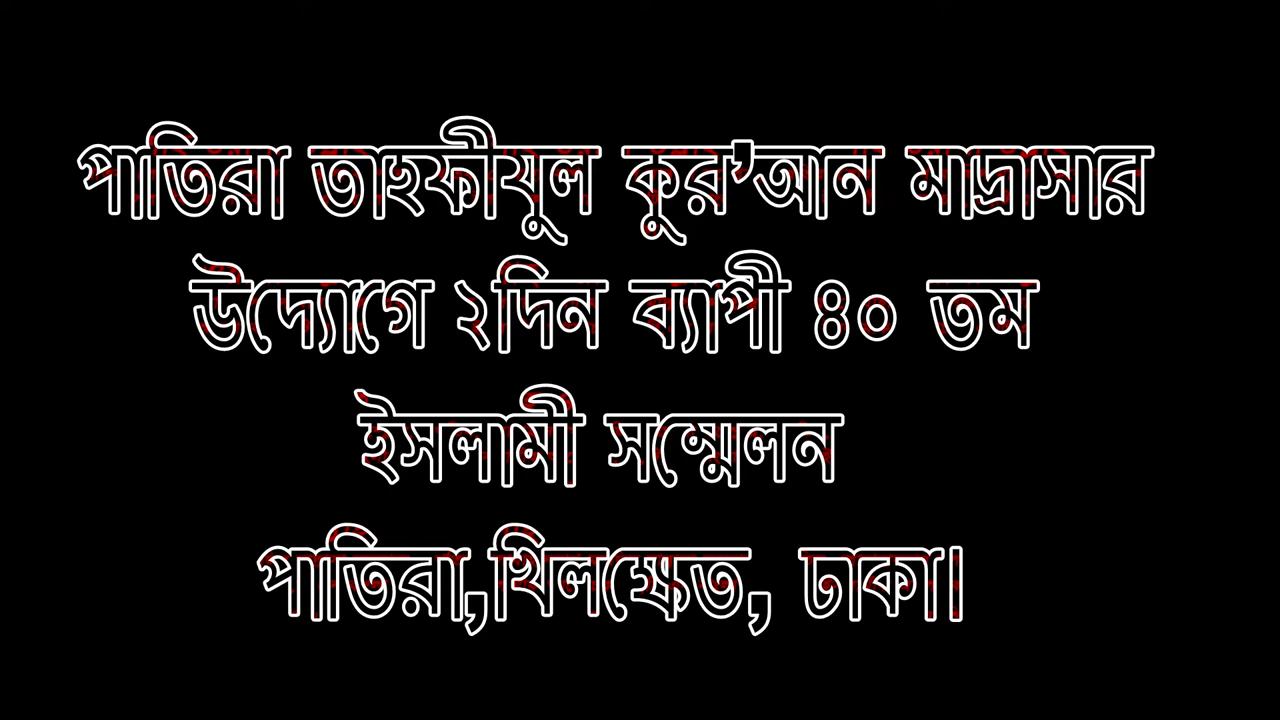 পাতিরা তাহফীযুল কুর’আন মাদ্রাসার
উদ্যোগে ২দিন ব্যাপী ৪০ তম
ইসলামী সম্মেলন
পাতিরা,খিলক্ষেত, ঢাকা।